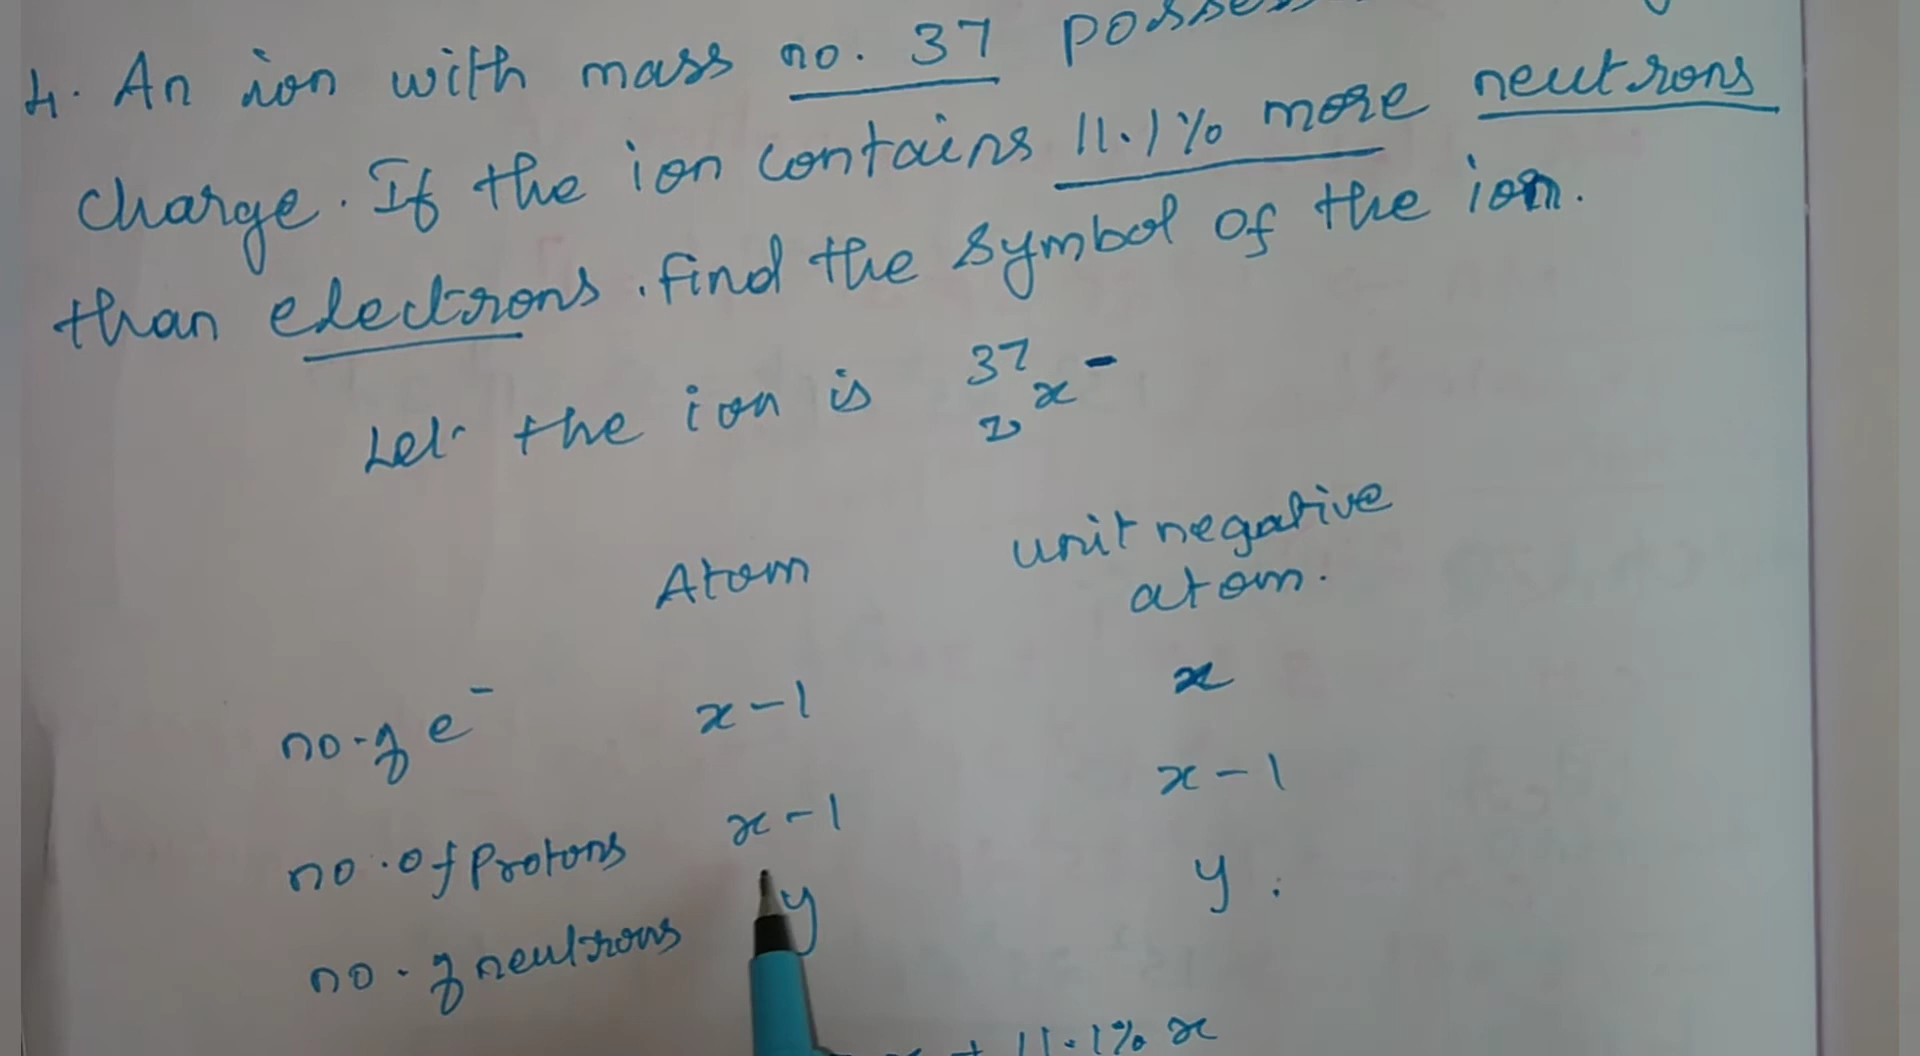 4. An ion with mass no. 37
charge. If the ion contains 11.1% more neutrons
than electrons. find the symbol of the ion.
Let the ion is 37 z x -
Atom unit negative
atom.
no. of e- x-1 x
no. of Protons x-1 x-1
no. of neutrons y y.
+ 11.1% x